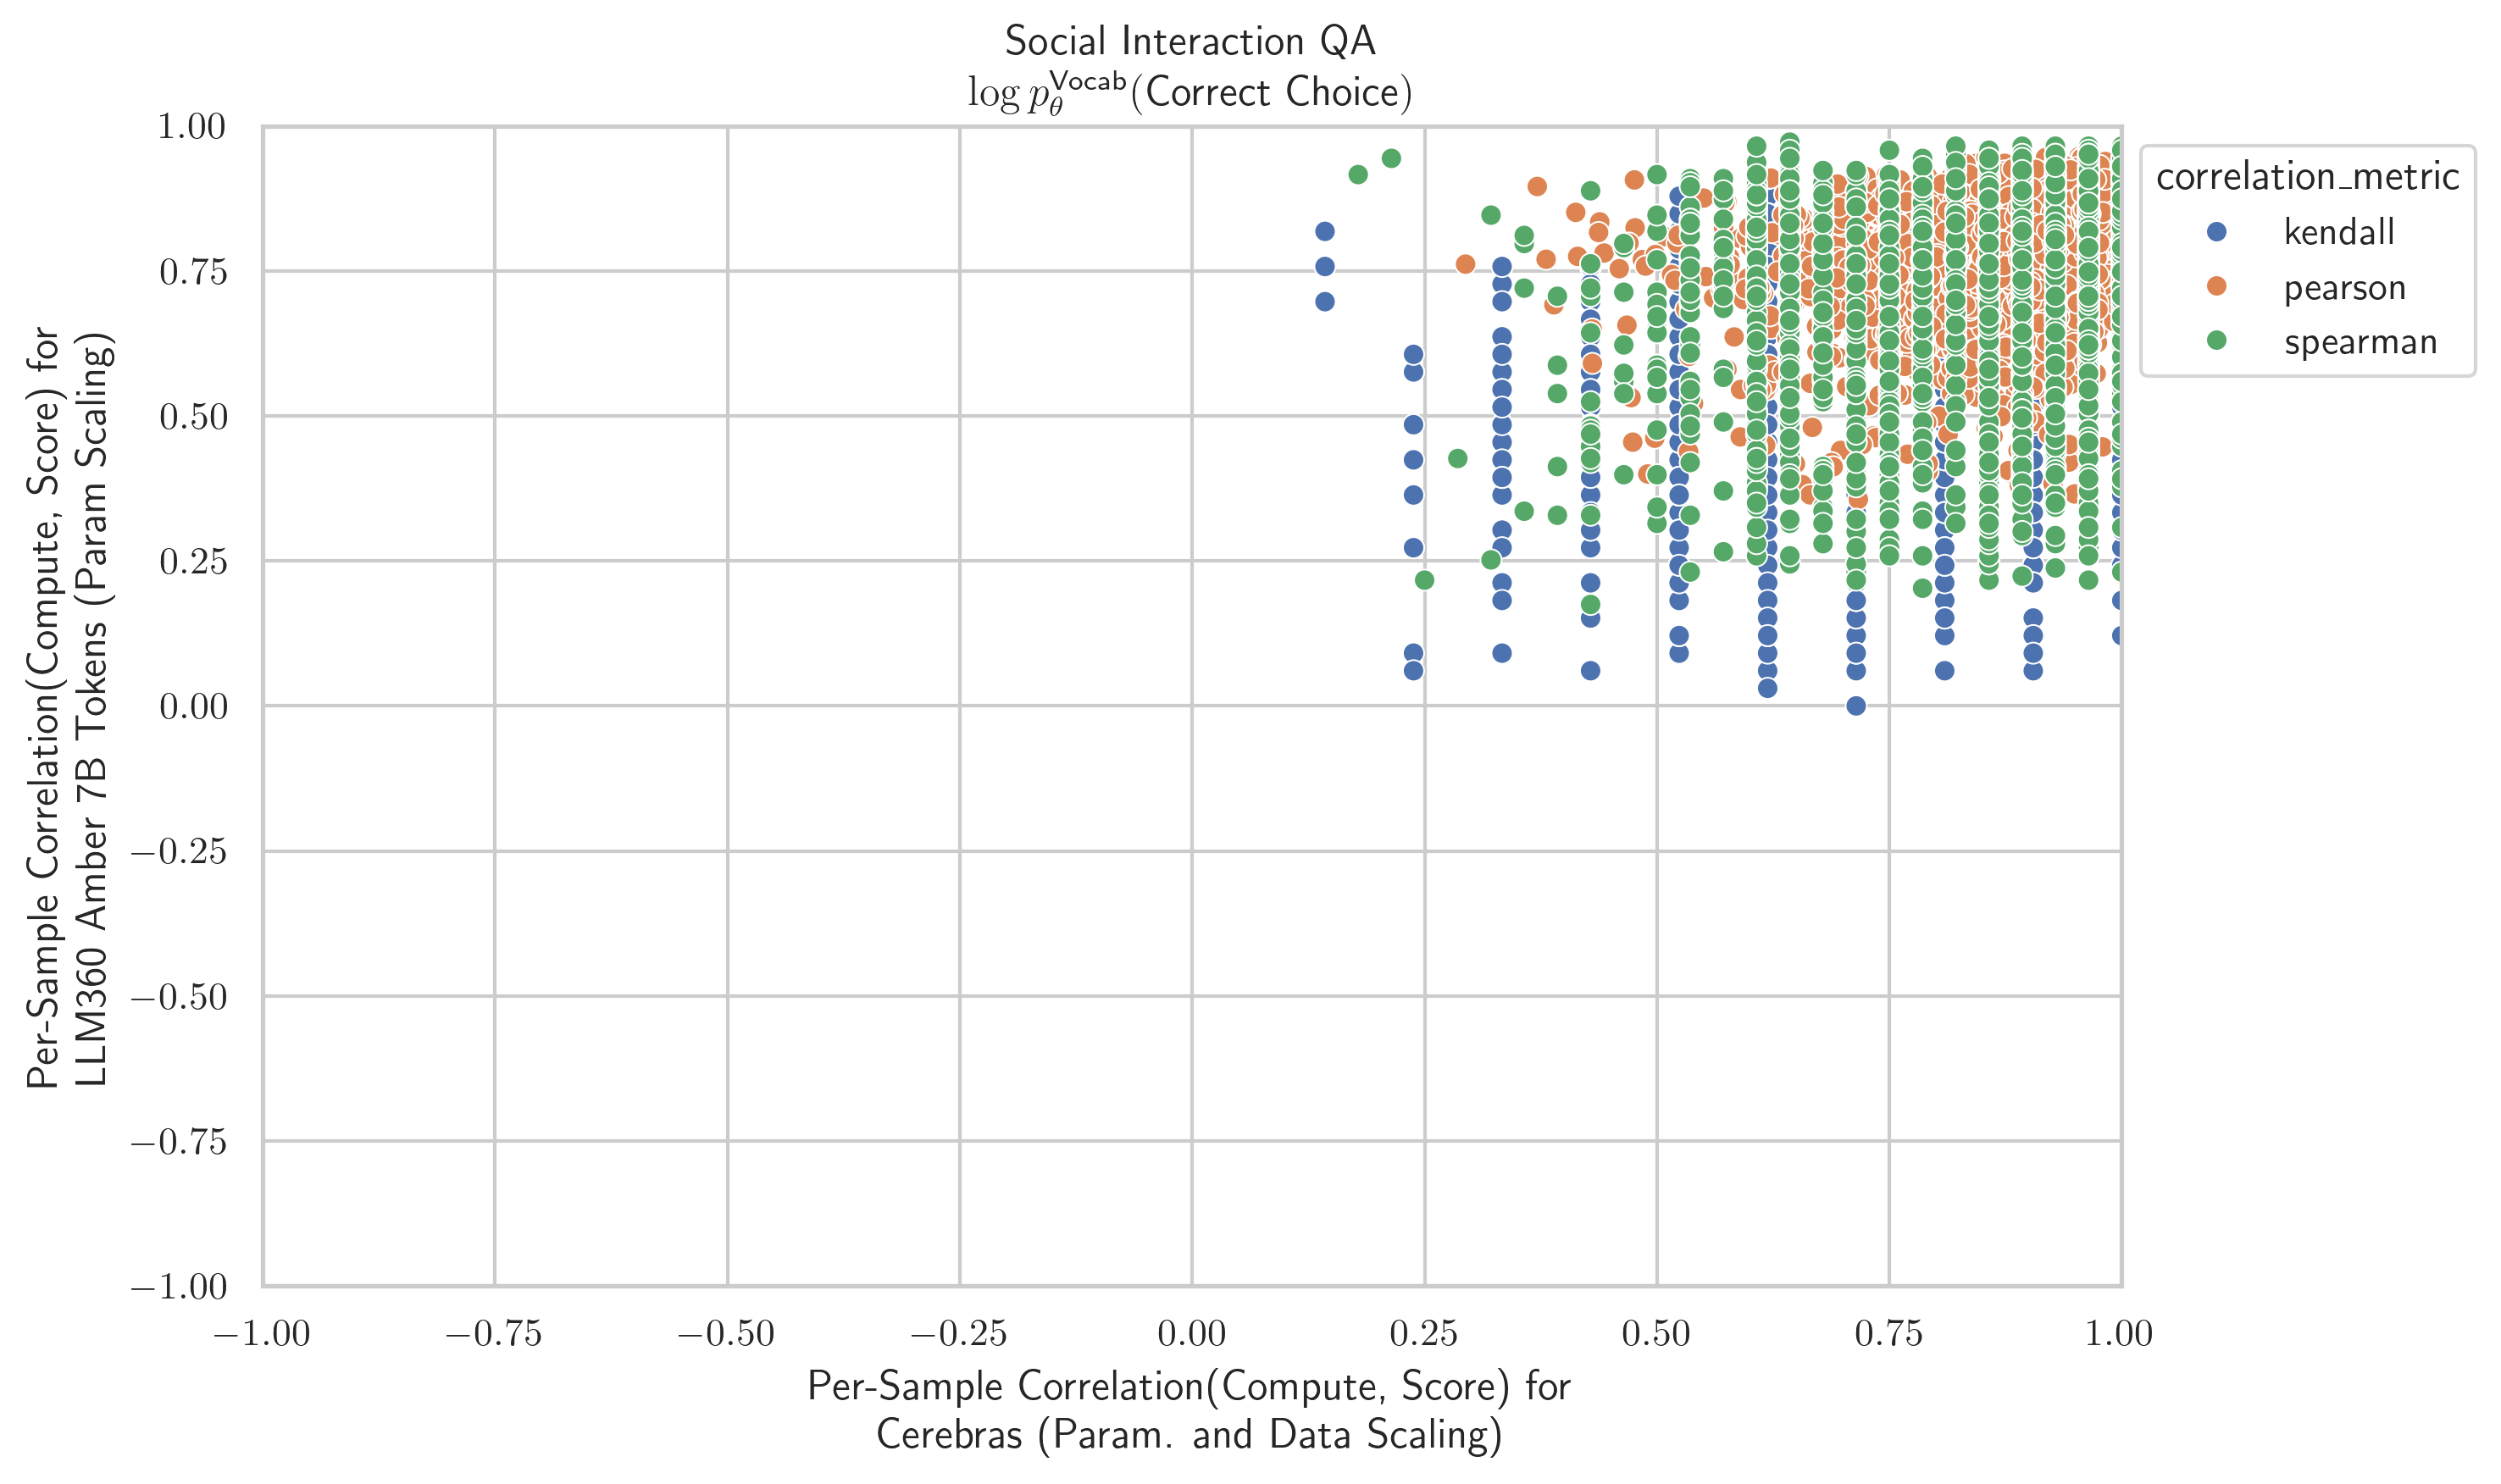 Social Interaction QA
log p_θ^Vocab(Correct Choice)
1.00
0.75
0.50
0.25
0.00
−0.25
−0.50
−0.75
−1.00
Per-Sample Correlation(Compute, Score) for
LLM360 Amber 7B Tokens (Param Scaling)
correlation_metric
kendall
pearson
spearman
−1.00 −0.75 −0.50 −0.25 0.00 0.25 0.50 0.75 1.00
Per-Sample Correlation(Compute, Score) for
Cerebras (Param. and Data Scaling)